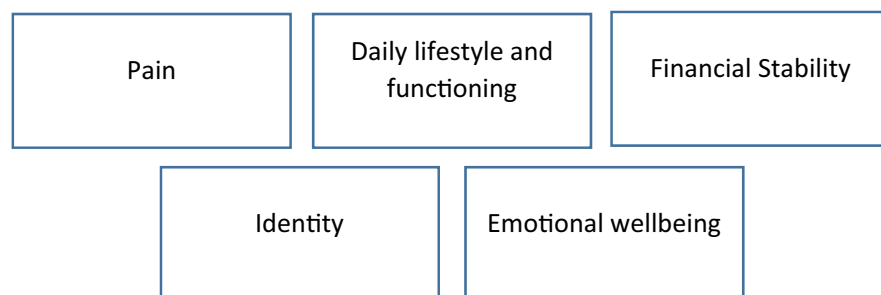 Pain
Daily lifestyle and
functioning
Financial Stability
Identity
Emotional wellbeing